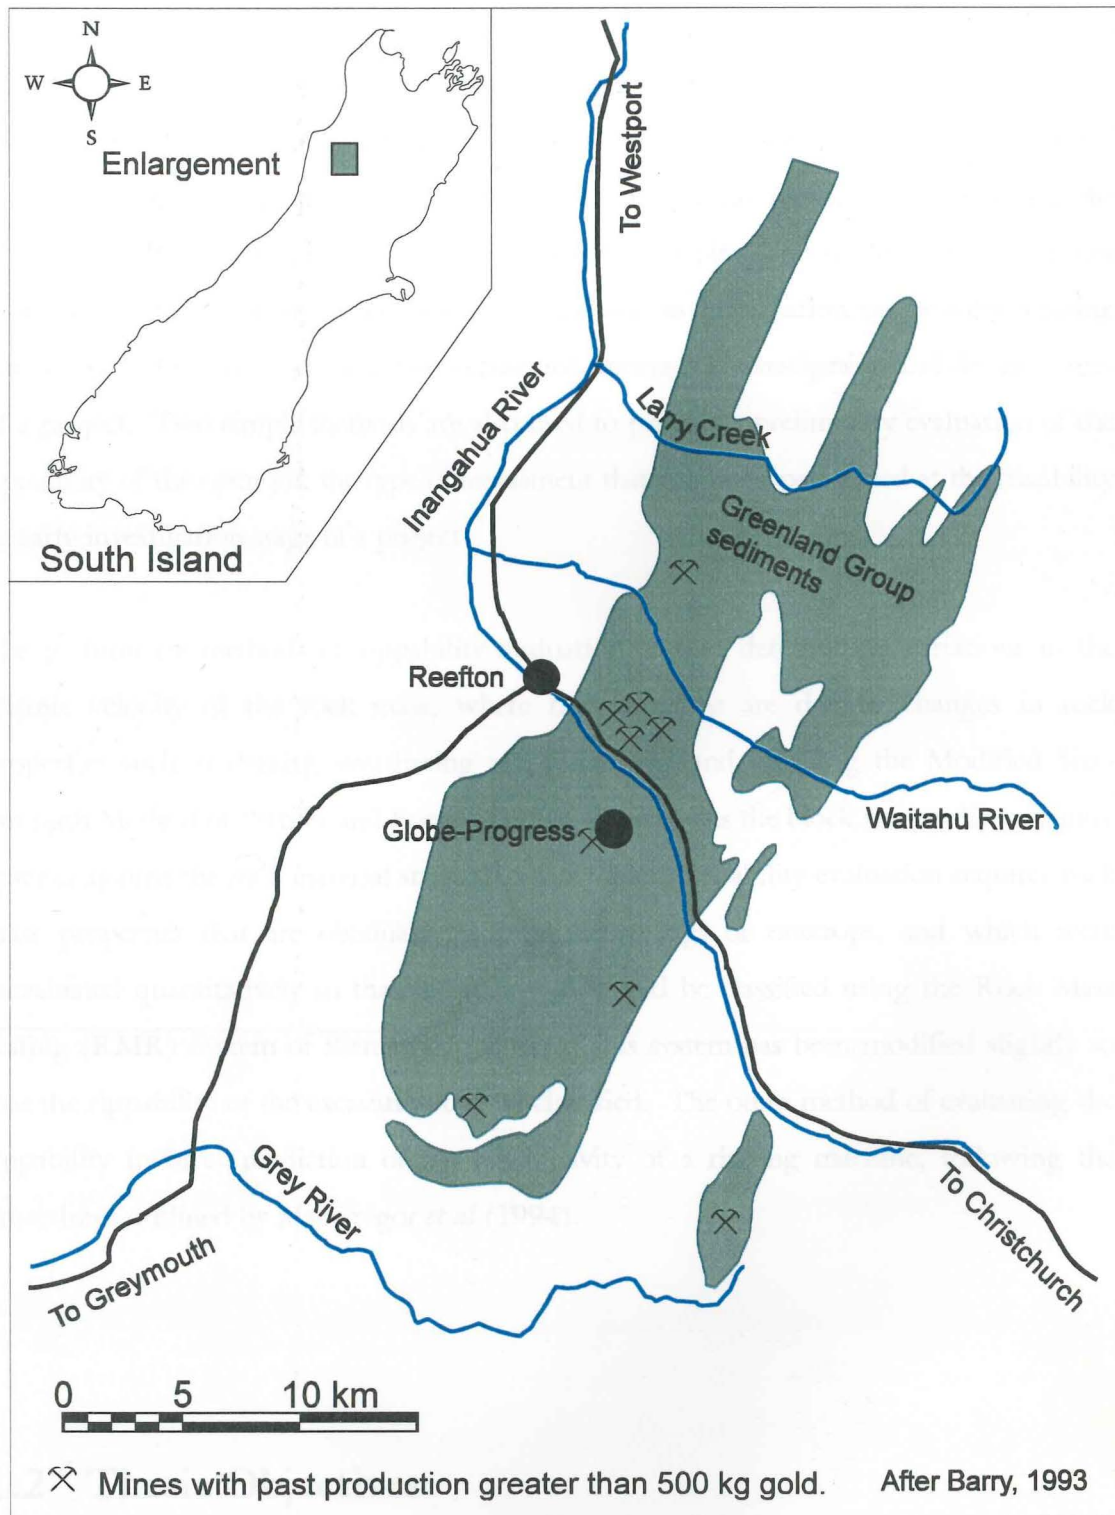 N
W E
S
Enlargement
South Island
To Westport
Inangahua River
Larry Creek
Greenland Group
sediments
Reefton
Globe-Progress
Waitahu River
Grey River
To Greymouth
To Christchurch
0 5 10 km
Mines with past production greater than 500 kg gold.
After Barry, 1993